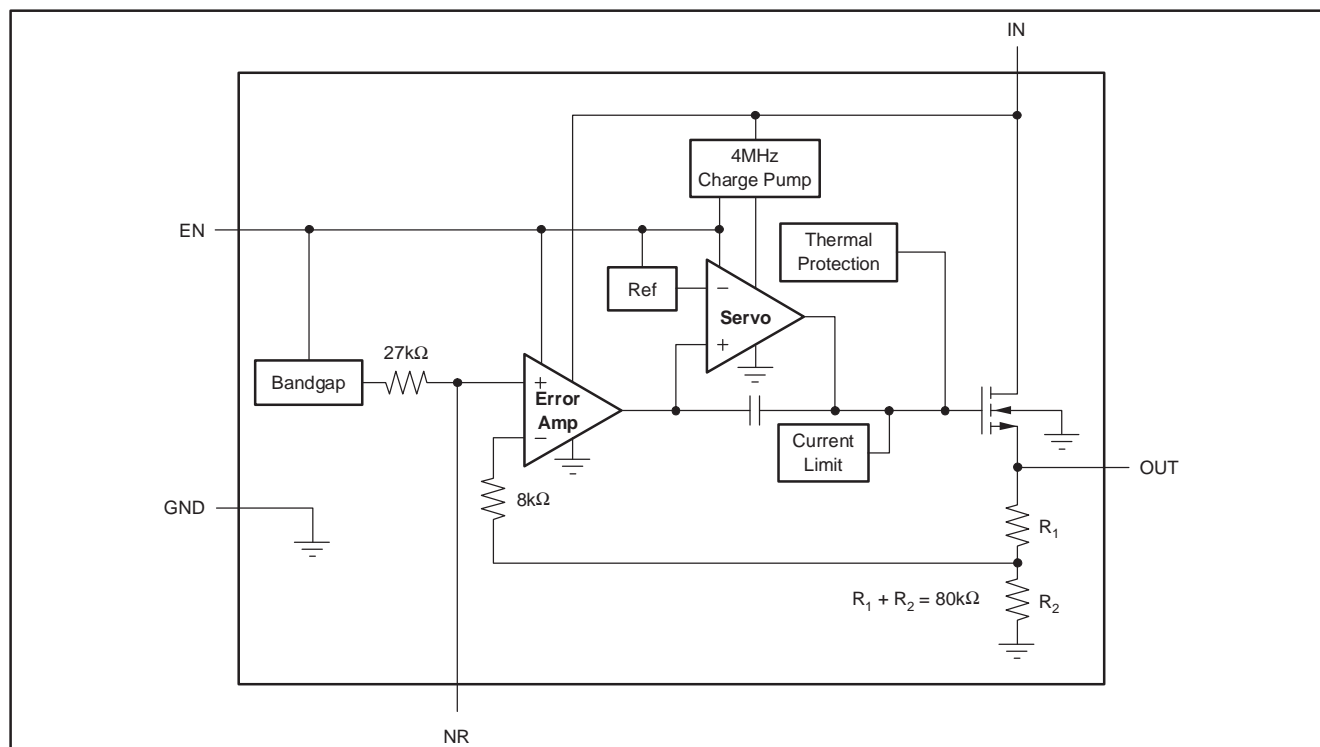 IN
4MHz
Charge Pump
EN
Thermal
Protection
Ref
−
Servo
+
27kΩ
Bandgap
+
Error
Amp
−
Current
Limit
OUT
8kΩ
GND
R1
R1 + R2 = 80kΩ
R2
NR